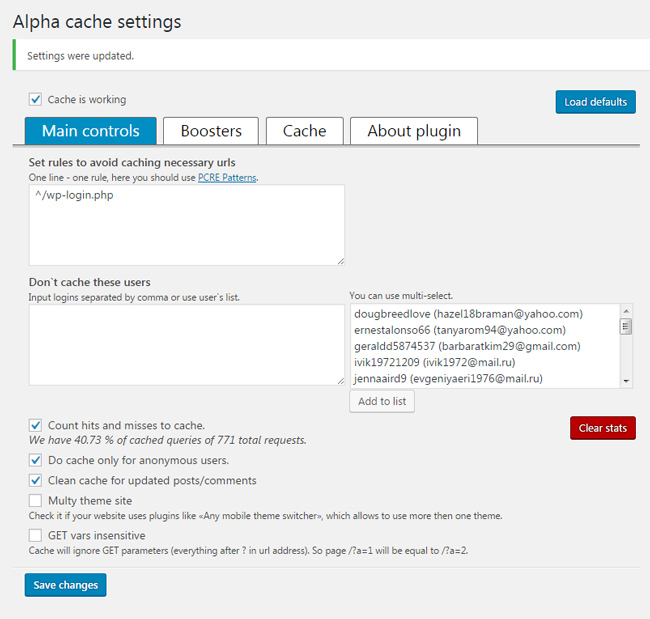 Alpha cache settings
Settings were updated.
Cache is working
Load defaults
Main controls
Boosters
Cache
About plugin
Set rules to avoid caching necessary urls
One line - one rule, here you should use PCRE Patterns.
^/wp-login.php
Don`t cache these users
Input logins separated by comma or use user`s list.
You can use multi-select.
dougbreedlove (hazel18braman@yahoo.com)
ernestalonso66 (tanyarom94@yahoo.com)
geraldd5874537 (barbaratkim29@gmail.com)
ivik19721209 (ivik1972@mail.ru)
jennaaird9 (evgeniyaeri1976@mail.ru)
Add to list
Count hits and misses to cache.
We have 40.73 % of cached queries of 771 total requests.
Clear stats
Do cache only for anonymous users.
Clean cache for updated posts/comments
Multy theme site
Check it if your website uses plugins like «Any mobile theme switcher», which allows to use more then one theme.
GET vars insensitive
Cache will ignore GET parameters (everything after ? in url address). So page /?a=1 will be equal to /?a=2.
Save changes